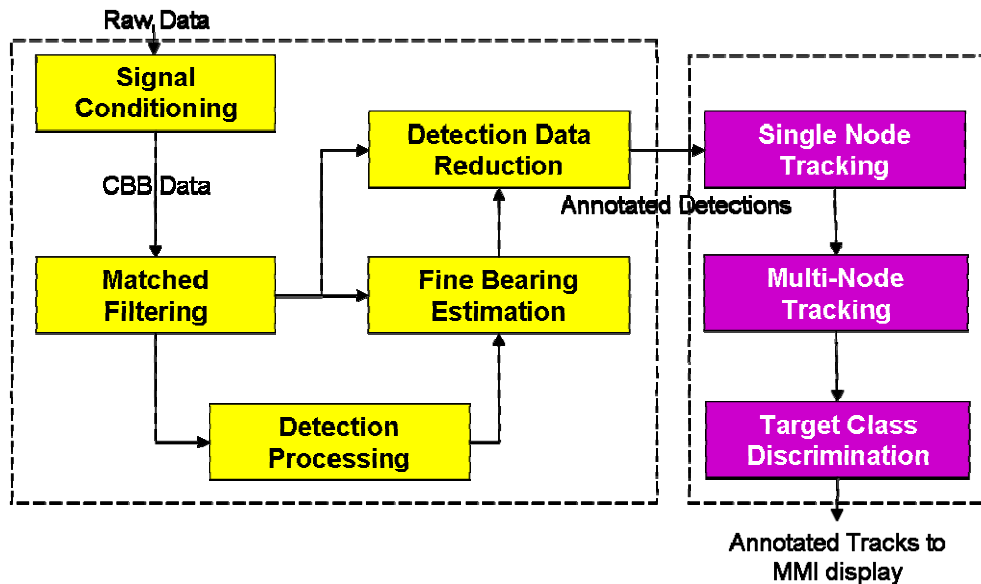 Raw Data
Signal
Conditioning
CBB Data
Matched
Filtering
Detection
Processing
Fine Bearing
Estimation
Detection Data
Reduction
Annotated Detections
Single Node
Tracking
Multi-Node
Tracking
Target Class
Discrimination
Annotated Tracks to
MMI display